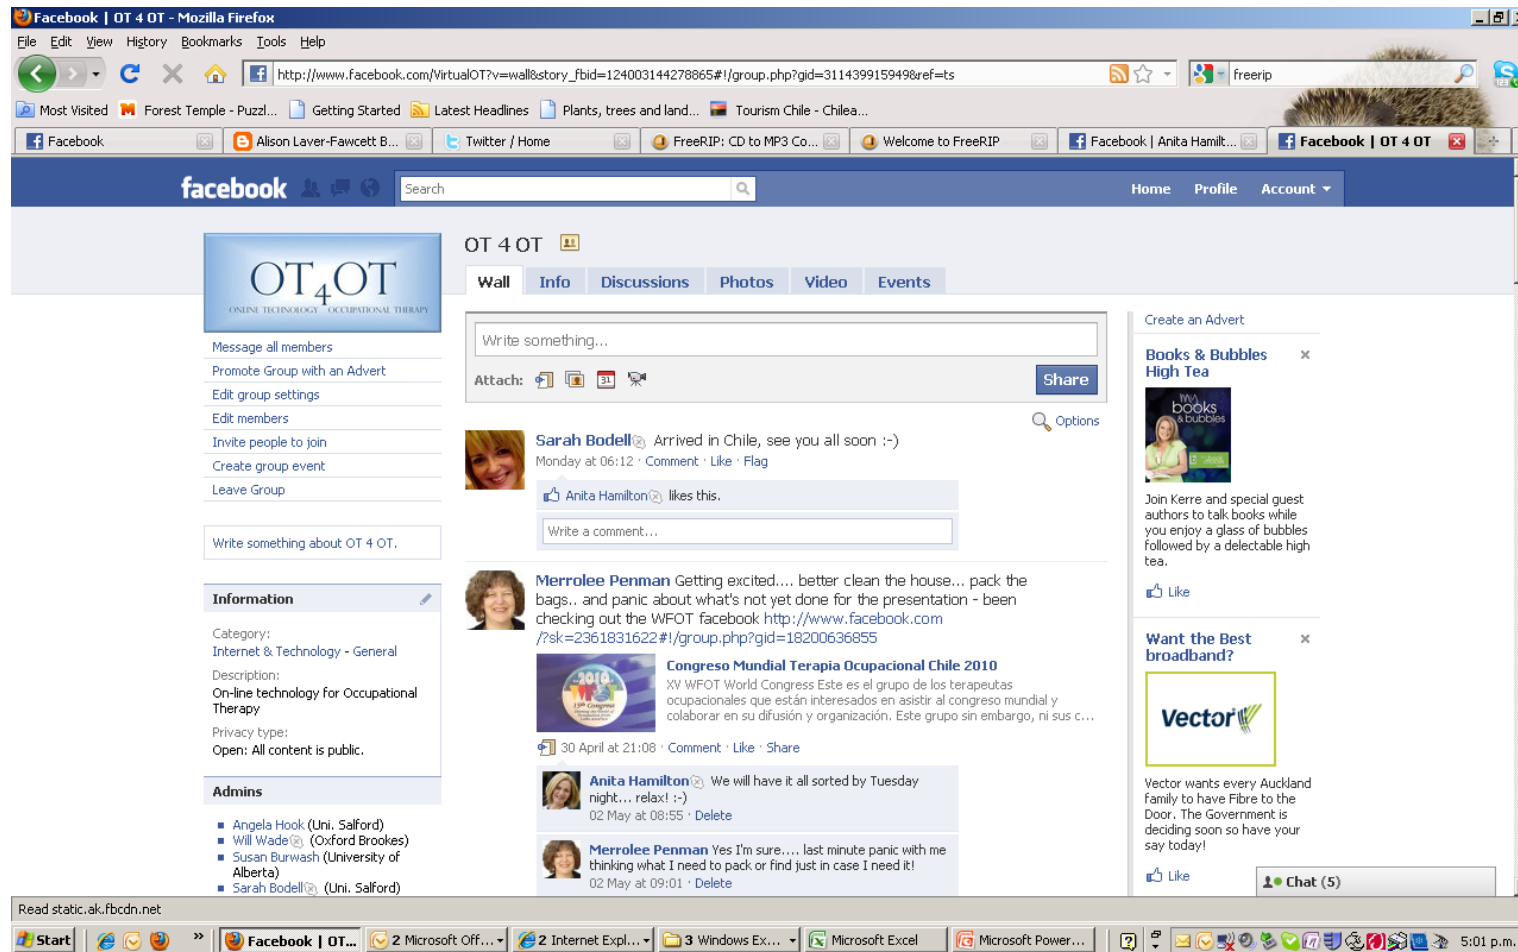 Facebook | OT 4 OT - Mozilla Firefox
File Edit View History Bookmarks Tools Help
http://www.facebook.com/VirtualOT?v=wall&story_fbid=124003144278865#!/group.php?gid=311439915949&ref=ts
freerip
Most Visited Forest Temple - Puzzl... Getting Started Latest Headlines Plants, trees and land... Tourism Chile - Chilea...
Facebook Alison Laver-Fawcett B... Twitter / Home FreeRIP: CD to MP3 Co... Welcome to FreeRIP Facebook | Anita Hamilt... Facebook | OT 4 OT
facebook Search Home Profile Account
OT4OT
ONLINE TECHNOLOGY OCCUPATIONAL THERAPY
Message all members
Promote Group with an Advert
Edit group settings
Edit members
Invite people to join
Create group event
Leave Group
Write something about OT 4 OT.
Information
Category:
Internet & Technology - General
Description:
On-line technology for Occupational
Therapy
Privacy type:
Open: All content is public.
Admins
Angela Hook (Uni. Salford)
Will Wade (Oxford Brookes)
Susan Burwash (University of
Alberta)
Sarah Bodell (Uni. Salford)
OT 4 OT
Wall Info Discussions Photos Video Events
Write something...
Attach: 31 Share
Options
Sarah Bodell Arrived in Chile, see you all soon :-)
Monday at 06:12 · Comment · Like · Flag
Anita Hamilton likes this.
Write a comment...
Merrolee Penman Getting excited.... better clean the house... pack the
bags.. and panic about what's not yet done for the presentation - been
checking out the WFOT facebook http://www.facebook.com
/?sk=2361831622#!/group.php?gid=18200636855
2010
WFOT
15th Congress
Congreso Mundial Terapia Ocupacional Chile 2010
XV WFOT World Congress Este es el grupo de los terapeutas
ocupacionales que están interesados en asistir al congreso mundial y
colaborar en su difusión y organización. Este grupo sin embargo, ni sus c...
30 April at 21:08 · Comment · Like · Share
Anita Hamilton We will have it all sorted by Tuesday
night... relax! :-)
02 May at 08:55 · Delete
Merrolee Penman Yes I'm sure.... last minute panic with me
thinking what I need to pack or find just in case I need it!
02 May at 09:01 · Delete
Create an Advert
Books & Bubbles
High Tea
books
& bubbles
Join Kerre and special guest
authors to talk books while
you enjoy a glass of bubbles
followed by a delectable high
tea.
Like
Want the Best
broadband?
Vector
Vector wants every Auckland
family to have Fibre to the
Door. The Government is
deciding soon so have your
say today!
Like
Chat (5)
Read static.ak.fbcdn.net
Start » Facebook | OT... 2 Microsoft Off... 2 Internet Expl... 3 Windows Ex... Microsoft Excel Microsoft Power... 5:01 p.m.